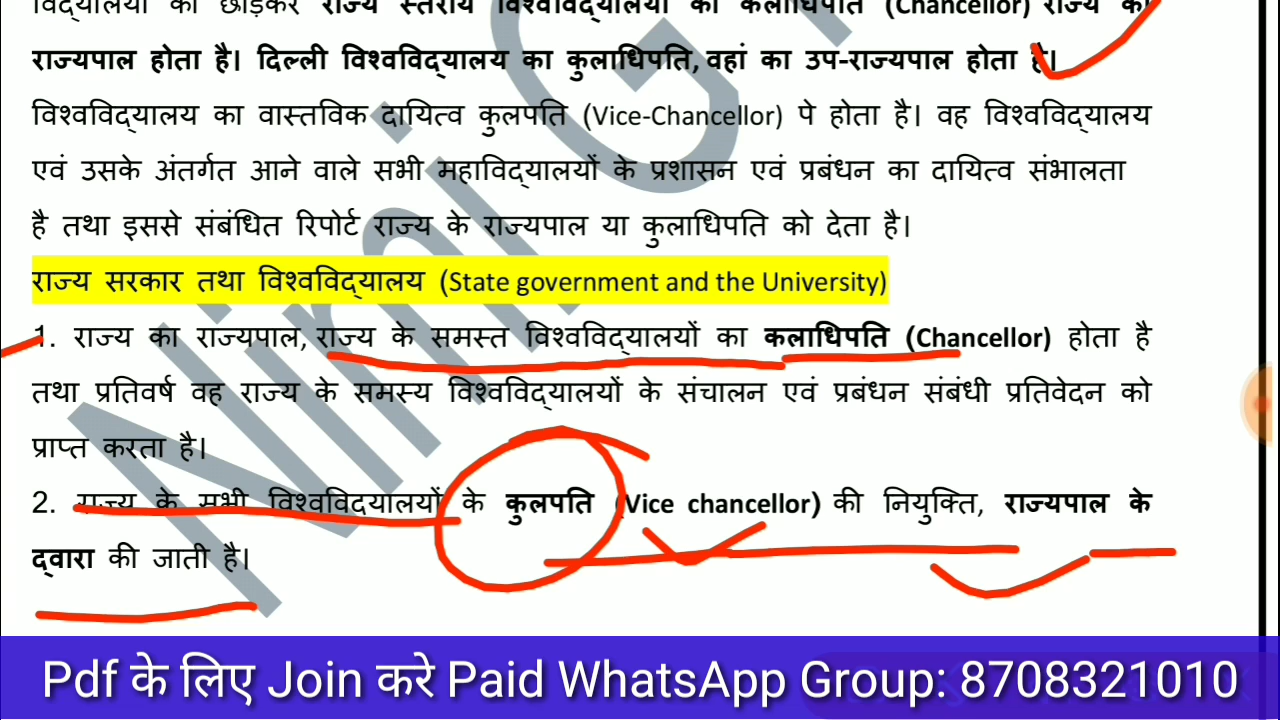 विद्यालयों को छोड़कर राज्य स्तरीय विश्वविद्यालयों का कलाधिपति (Chancellor) राज्य का
राज्यपाल होता है। दिल्ली विश्वविद्यालय का कुलाधिपति, वहां का उप-राज्यपाल होता है।
विश्वविद्यालय का वास्तविक दायित्व कुलपति (Vice-Chancellor) पे होता है। वह विश्वविद्यालय
एवं उसके अंतर्गत आने वाले सभी महाविद्यालयों के प्रशासन एवं प्रबंधन का दायित्व संभालता
है तथा इससे संबंधित रिपोर्ट राज्य के राज्यपाल या कुलाधिपति को देता है।
राज्य सरकार तथा विश्वविद्यालय (State government and the University)
1. राज्य का राज्यपाल, राज्य के समस्त विश्वविद्यालयों का कलाधिपति (Chancellor) होता है
तथा प्रतिवर्ष वह राज्य के समस्य विश्वविद्यालयों के संचालन एवं प्रबंधन संबंधी प्रतिवेदन को
प्राप्त करता है।
2. राज्य के सभी विश्वविदयालयों के कुलपति (Vice chancellor) की नियुक्ति, राज्यपाल के
द्वारा की जाती है।
Pdf के लिए Join करे Paid WhatsApp Group: 8708321010